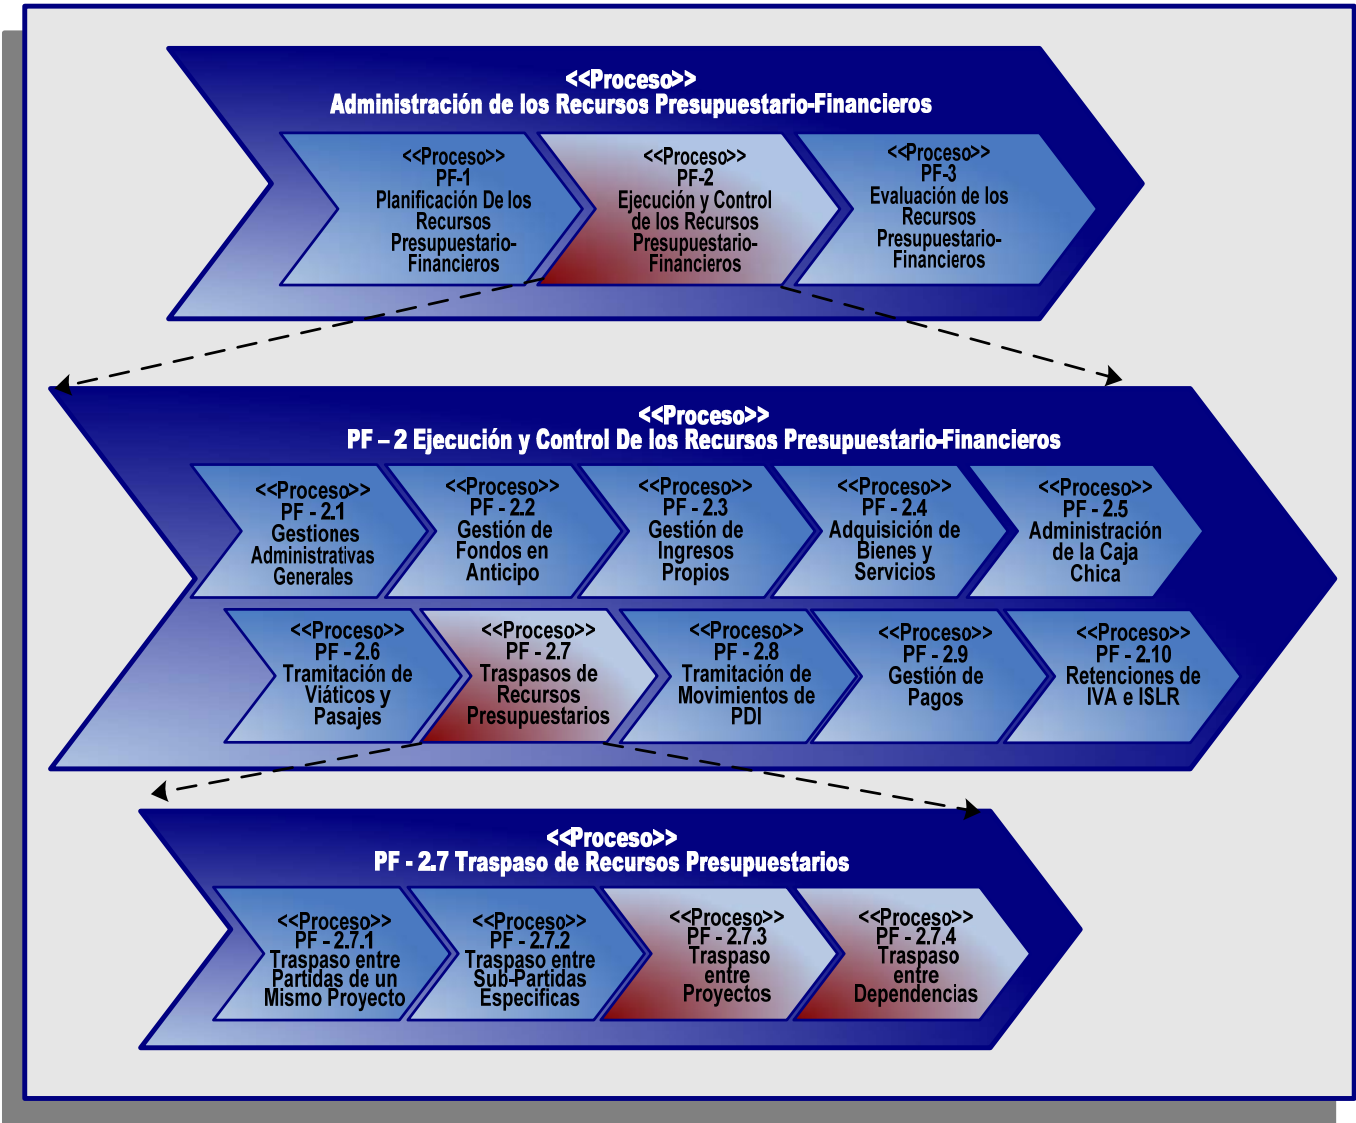 <<Proceso>>
Administración de los Recursos Presupuestario-Financieros
<<Proceso>>
PF-1
Planificación De los
Recursos
Presupuestario-
Financieros
<<Proceso>>
PF-2
Ejecución y Control
de los Recursos
Presupuestario-
Financieros
<<Proceso>>
PF-3
Evaluación de los
Recursos
Presupuestario-
Financieros
<<Proceso>>
PF – 2 Ejecución y Control De los Recursos Presupuestario-Financieros
<<Proceso>>
PF - 2.1
Gestiones
Administrativas
Generales
<<Proceso>>
PF - 2.2
Gestión de
Fondos en
Anticipo
<<Proceso>>
PF - 2.3
Gestión de
Ingresos
Propios
<<Proceso>>
PF - 2.4
Adquisición de
Bienes y
Servicios
<<Proceso>>
PF - 2.5
Administración
de la Caja
Chica
<<Proceso>>
PF - 2.6
Tramitación de
Viáticos y
Pasajes
<<Proceso>>
PF - 2.7
Traspasos de
Recursos
Presupuestarios
<<Proceso>>
PF - 2.8
Tramitación de
Movimientos de
PDI
<<Proceso>>
PF - 2.9
Gestión de
Pagos
<<Proceso>>
PF - 2.10
Retenciones de
IVA e ISLR
<<Proceso>>
PF - 2.7 Traspaso de Recursos Presupuestarios
<<Proceso>>
PF - 2.7.1
Traspaso entre
Partidas de un
Mismo Proyecto
<<Proceso>>
PF - 2.7.2
Traspaso entre
Sub-Partidas
Especificas
<<Proceso>>
PF - 2.7.3
Traspaso
entre
Proyectos
<<Proceso>>
PF - 2.7.4
Traspaso
entre
Dependencias